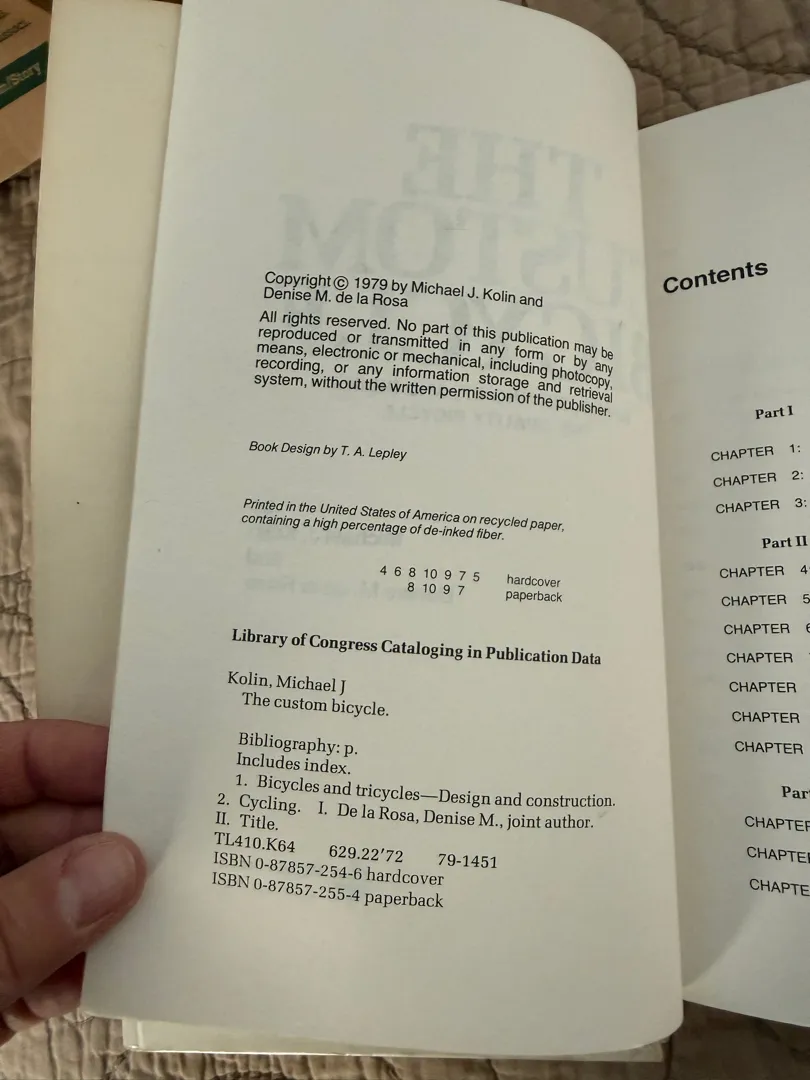 Copyright © 1979 by Michael J. Kolin and
Denise M. de la Rosa
All rights reserved. No part of this publication may be
reproduced or transmitted in any form or by any
means, electronic or mechanical, including photocopy,
recording, or any information storage and retrieval
system, without the written permission of the publisher.
Book Design by T. A. Lepley
Printed in the United States of America on recycled paper,
containing a high percentage of de-inked fiber.
4 6 8 10 9 7 5 hardcover
8 10 9 7 paperback
Library of Congress Cataloging in Publication Data
Kolin, Michael J
The custom bicycle.
Bibliography: p.
Includes index.
1. Bicycles and tricycles—Design and construction.
2. Cycling. I. De la Rosa, Denise M., joint author.
II. Title.
TL410.K64 629.22'72 79-1451
ISBN 0-87857-254-6 hardcover
ISBN 0-87857-255-4 paperback
Contents
Part I
CHAPTER 1:
CHAPTER 2:
CHAPTER 3:
Part II
CHAPTER 4
CHAPTER 5
CHAPTER 6
CHAPTER
CHAPTER
CHAPTER
CHAPTER
Par
CHAPTER
CHAPTE
CHAPTE